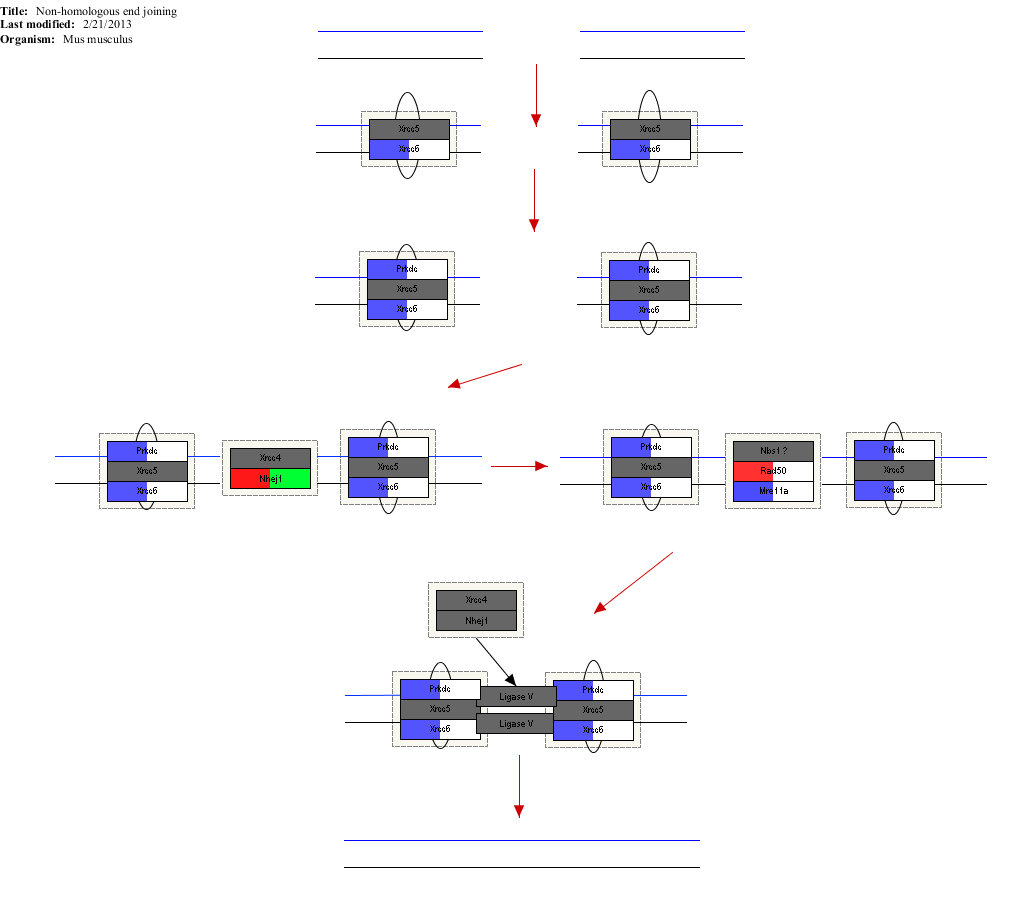 Title: Non-homologous end joining
Last modified: 2/21/2013
Organism: Mus musculus
Xrcc5
Xrcc6
Xrcc5
Xrcc6
Prkdc
Xrcc5
Xrcc6
Prkdc
Xrcc5
Xrcc6
Prkdc
Xrcc5
Xrcc6
Xrcc4
Nhej1
Prkdc
Xrcc5
Xrcc6
Prkdc
Xrcc5
Xrcc6
Nbs1 ?
Rad50
Mre11a
Prkdc
Xrcc5
Xrcc6
Xrcc4
Nhej1
Prkdc
Xrcc5
Xrcc6
Ligase V
Ligase V
Prkdc
Xrcc5
Xrcc6